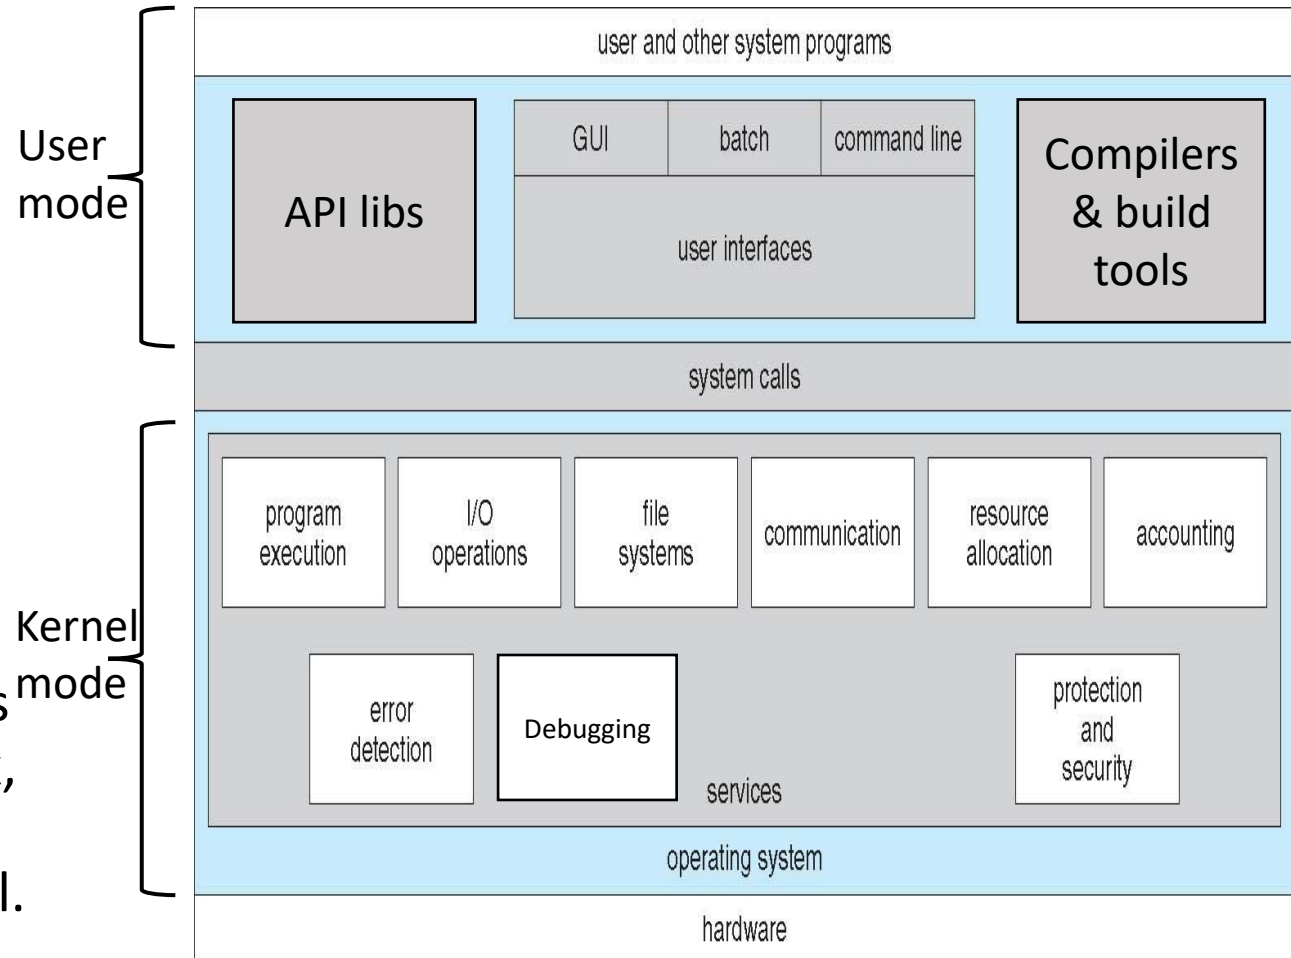 user and other system programs
User
mode
API libs
GUI
batch
command line
user interfaces
Compilers
& build
tools
system calls
Kernel
mode
program
execution
I/O
operations
file
systems
communication
resource
allocation
accounting
error
detection
Debugging
protection
and
security
services
operating system
hardware